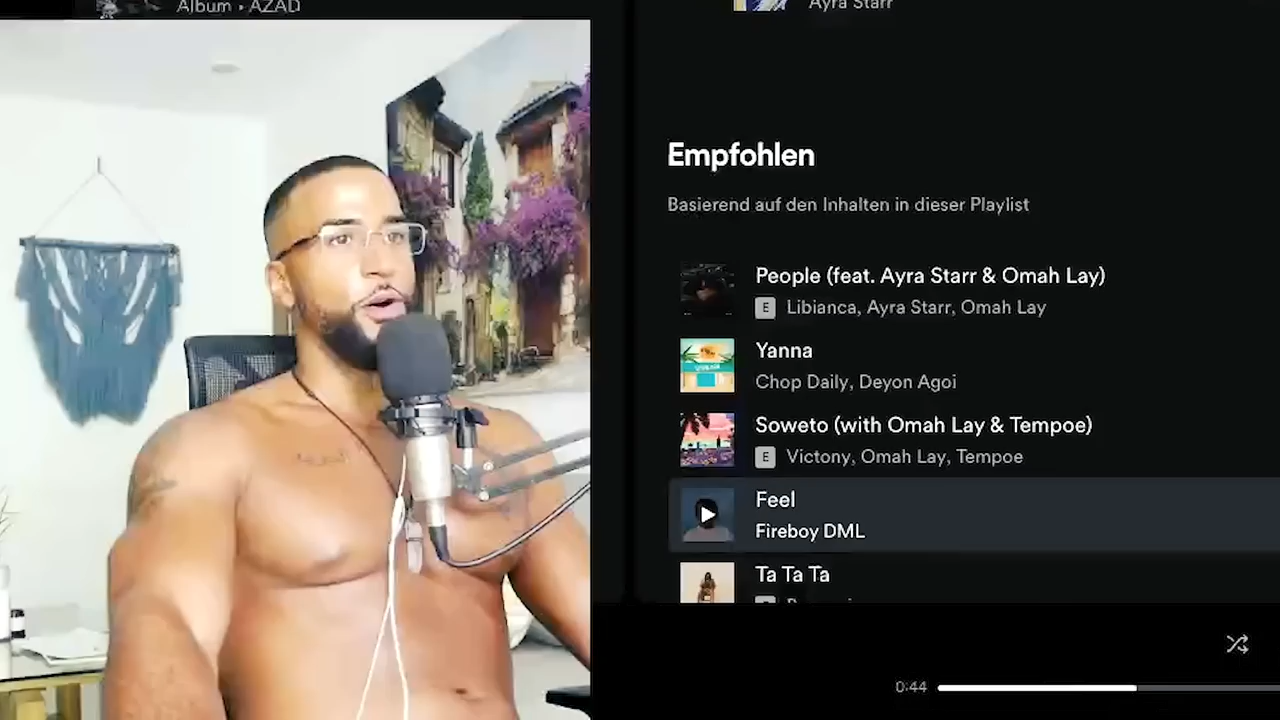 Album • AZAD
Ayra Starr
Empfohlen
Basierend auf den Inhalten in dieser Playlist
People (feat. Ayra Starr & Omah Lay)
E Libianca, Ayra Starr, Omah Lay
Yanna
Chop Daily, Deyon Agoi
Soweto (with Omah Lay & Tempoe)
E Victony, Omah Lay, Tempoe
Feel
Fireboy DML
Ta Ta Ta
0:44